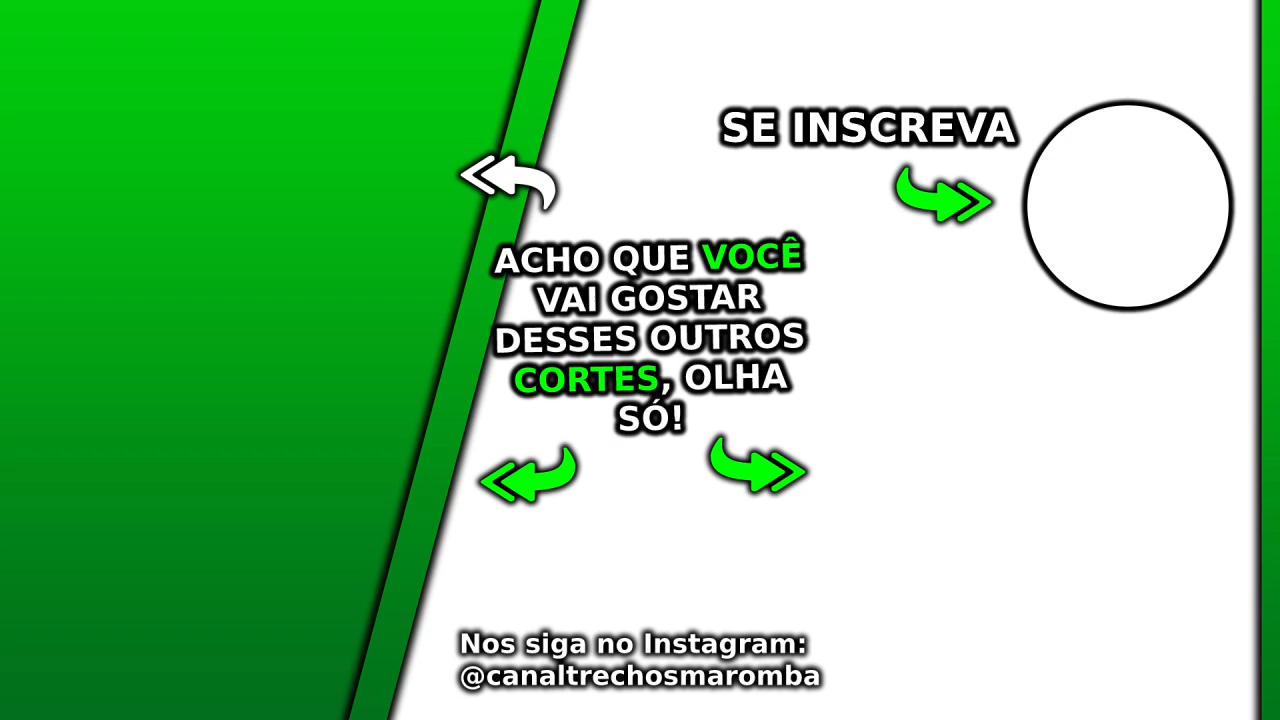 SE INSCREVA
ACHO QUE VOCÊ
VAI GOSTAR
DESSES OUTROS
CORTES, OLHA
SÓ!
Nos siga no Instagram:
@canaltrechosmaromba